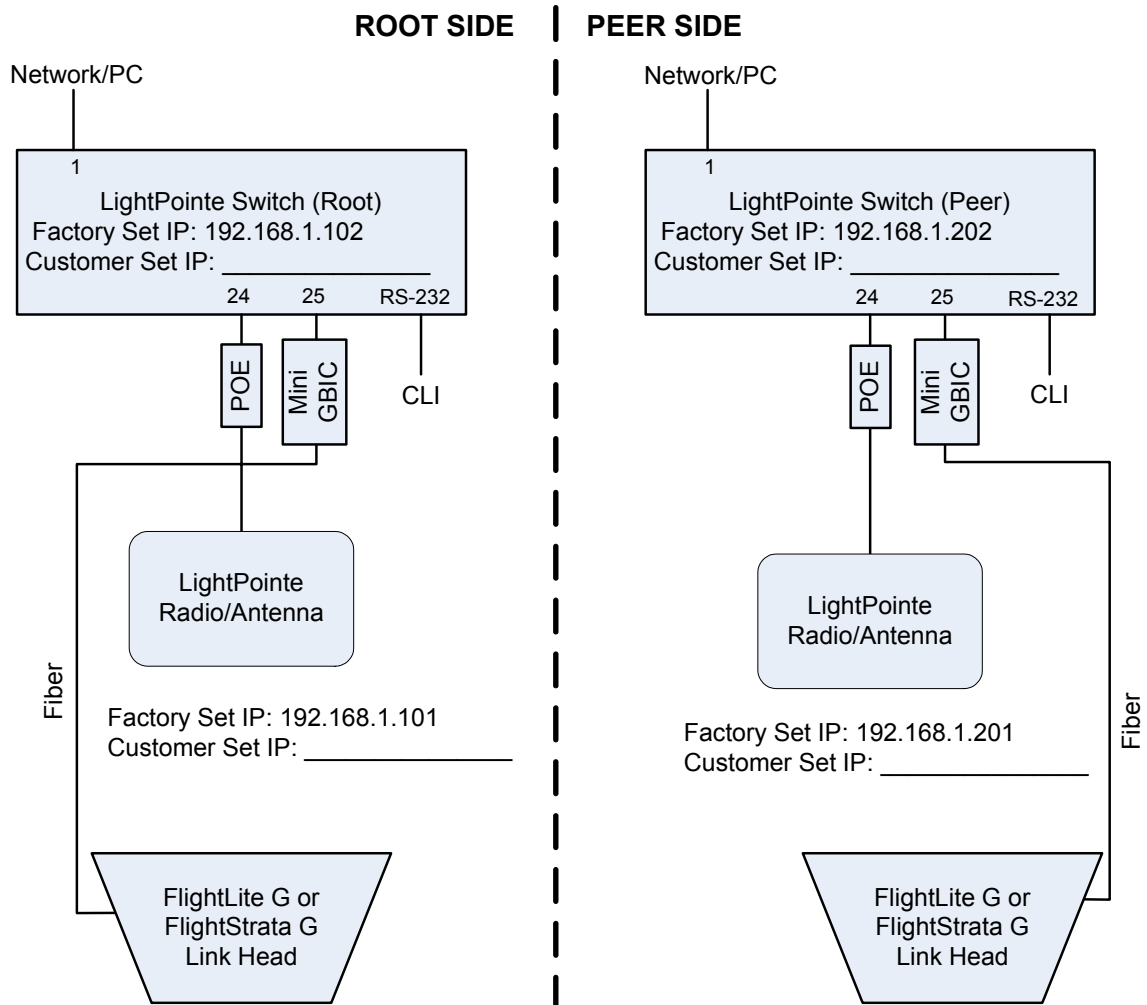 ROOT SIDE
PEER SIDE
Network/PC
1
LightPointe Switch (Root)
Factory Set IP: 192.168.1.102
Customer Set IP: ________________
24
25
RS-232
POE
Mini
GBIC
CLI
LightPointe
Radio/Antenna
Fiber
Factory Set IP: 192.168.1.101
Customer Set IP: ________________
FlightLite G or
FlightStrata G
Link Head
Network/PC
1
LightPointe Switch (Peer)
Factory Set IP: 192.168.1.202
Customer Set IP: ________________
24
25
RS-232
POE
Mini
GBIC
CLI
LightPointe
Radio/Antenna
Fiber
Factory Set IP: 192.168.1.201
Customer Set IP: ________________
FlightLite G or
FlightStrata G
Link Head